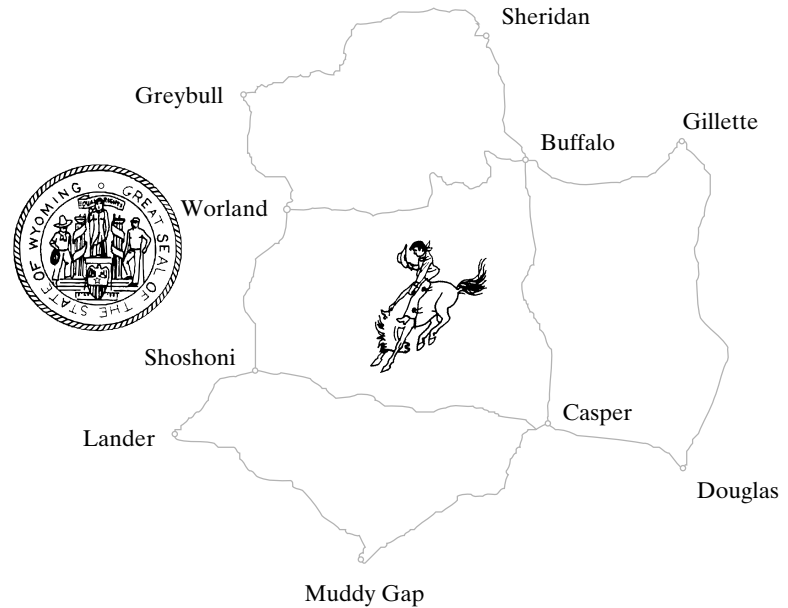 Sheridan
Greybull
Gillette
Buffalo
Worland
GREAT SEAL OF THE STATE OF WYOMING
Shoshoni
Casper
Lander
Douglas
Muddy Gap